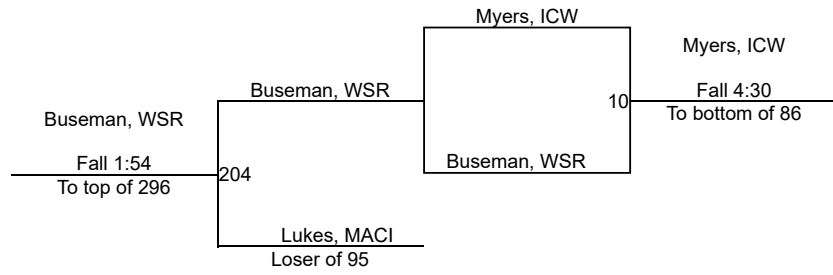 Myers, ICW
Myers, ICW
Buseman, WSR
10
Fall 4:30
To bottom of 86
Buseman, WSR
Buseman, WSR
Fall 1:54
204
To top of 296
Lukes, MACI
Loser of 95